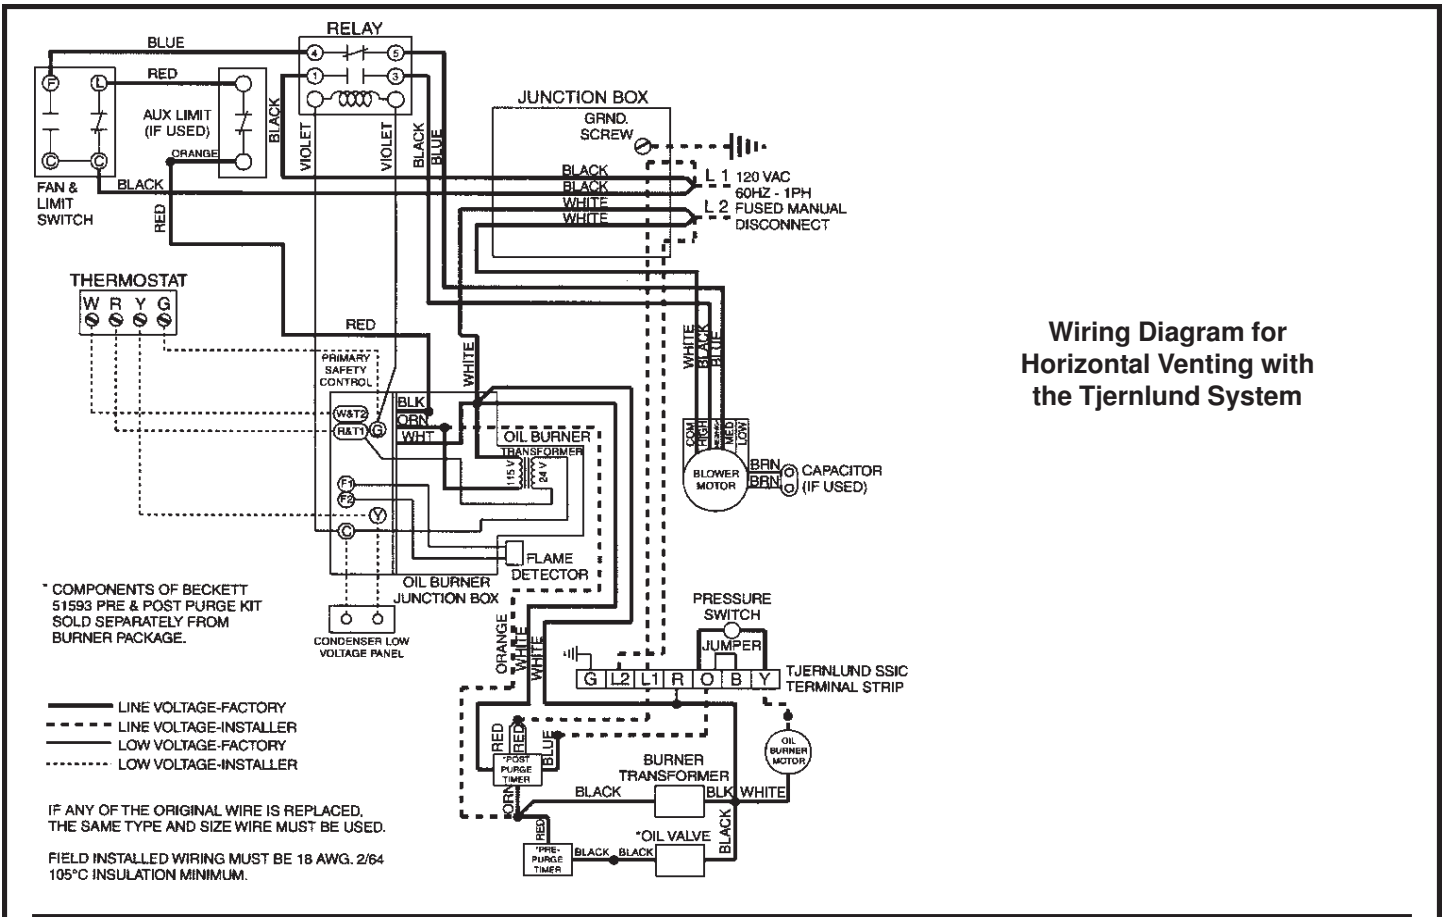 RELAY
BLUE
4
5
1
3
F
L
RED
AUX LIMIT
(IF USED)
ORANGE
C
C
BLACK
VIOLET
VIOLET
BLACK
BLUE
FAN &
LIMIT
SWITCH
BLACK
RED
JUNCTION BOX
GRND.
SCREW
BLACK
BLACK
WHITE
WHITE
L 1 120 VAC
60HZ - 1PH
L 2 FUSED MANUAL
DISCONNECT
THERMOSTAT
W R Y G
RED
PRIMARY
SAFETY
CONTROL
WHITE
WHITE
BLACK
BLUE
Wiring Diagram for
Horizontal Venting with
the Tjernlund System
W&T2
R&T1
G
BLK
ORN
WHT
OIL BURNER
TRANSFORMER
115 V
24 V
F1
F2
Y
C
COM
HIGH
MED
LOW
BLOWER
MOTOR
BRN
BRN
CAPACITOR
(IF USED)
FLAME
DETECTOR
OIL BURNER
JUNCTION BOX
CONDENSER LOW
VOLTAGE PANEL
* COMPONENTS OF BECKETT
51593 PRE & POST PURGE KIT
SOLD SEPARATELY FROM
BURNER PACKAGE.
ORANGE
WHITE
WHITE
PRESSURE
SWITCH
JUMPER
G L2 L1 R O B Y
TJERNLUND SSIC
TERMINAL STRIP
LINE VOLTAGE-FACTORY
LINE VOLTAGE-INSTALLER
LOW VOLTAGE-FACTORY
LOW VOLTAGE-INSTALLER
RED
RED
BLUE
*POST
PURGE
TIMER
ORN
BURNER
TRANSFORMER
BLACK
BLK
WHITE
OIL
BURNER
MOTOR
RED
*PRE-
PURGE
TIMER
BLACK
BLACK
*OIL VALVE
BLACK
IF ANY OF THE ORIGINAL WIRE IS REPLACED,
THE SAME TYPE AND SIZE WIRE MUST BE USED.
FIELD INSTALLED WIRING MUST BE 18 AWG. 2/64
105°C INSULATION MINIMUM.